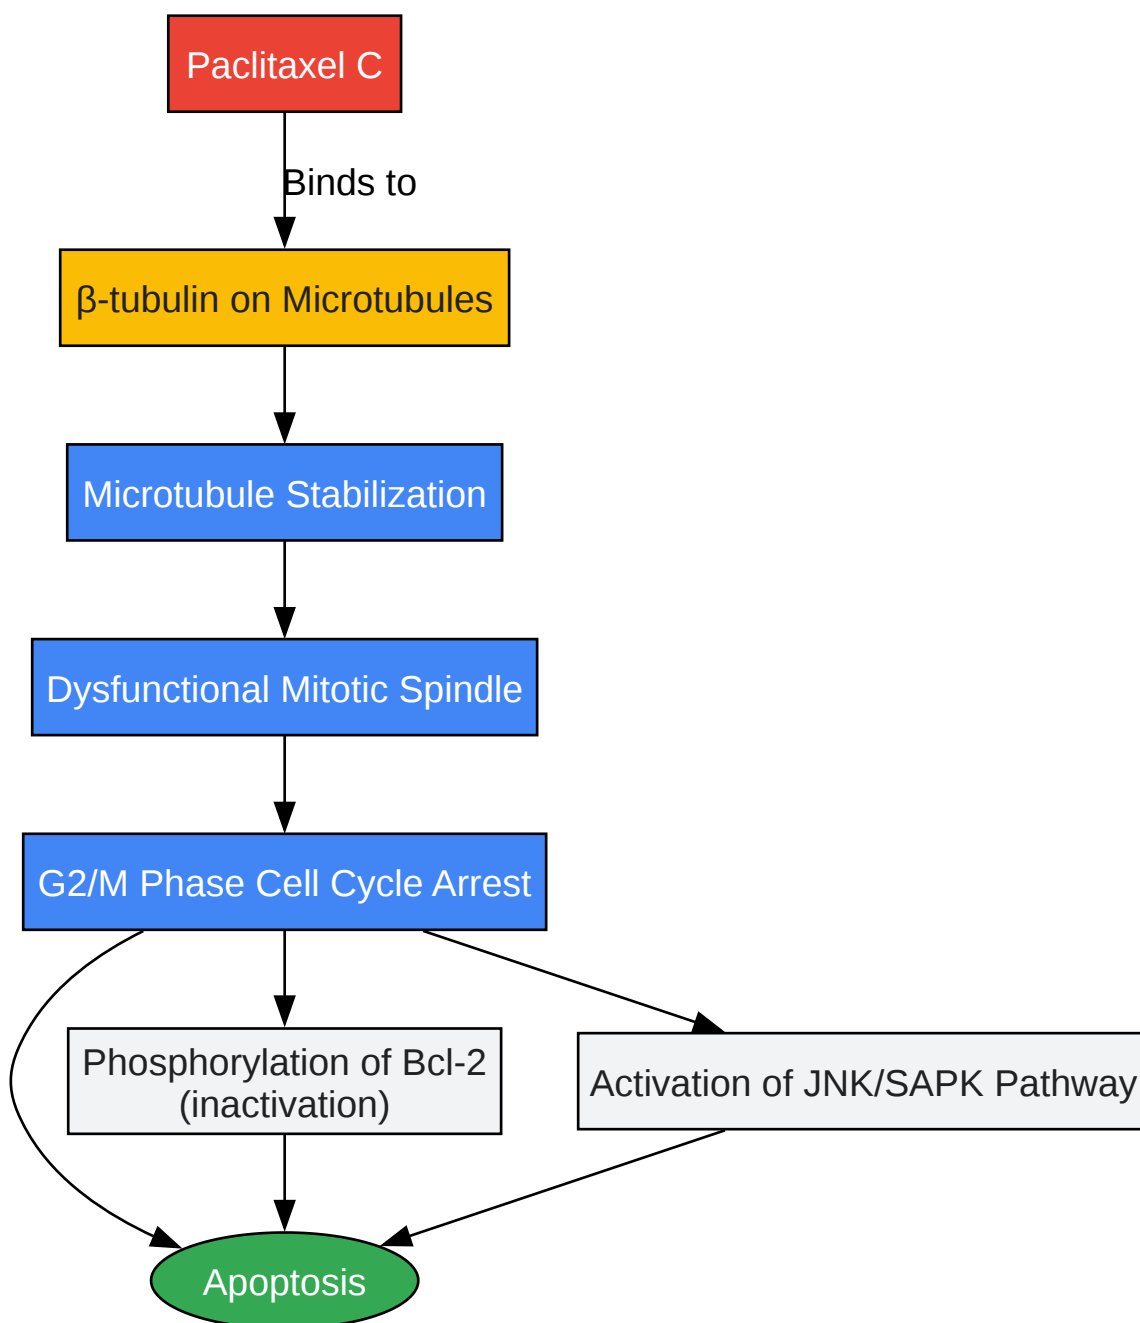 Paclitaxel C
Binds to
β-tubulin on Microtubules
Microtubule Stabilization
Dysfunctional Mitotic Spindle
G2/M Phase Cell Cycle Arrest
Phosphorylation of Bcl-2
(inactivation)
Activation of JNK/SAPK Pathway
Apoptosis